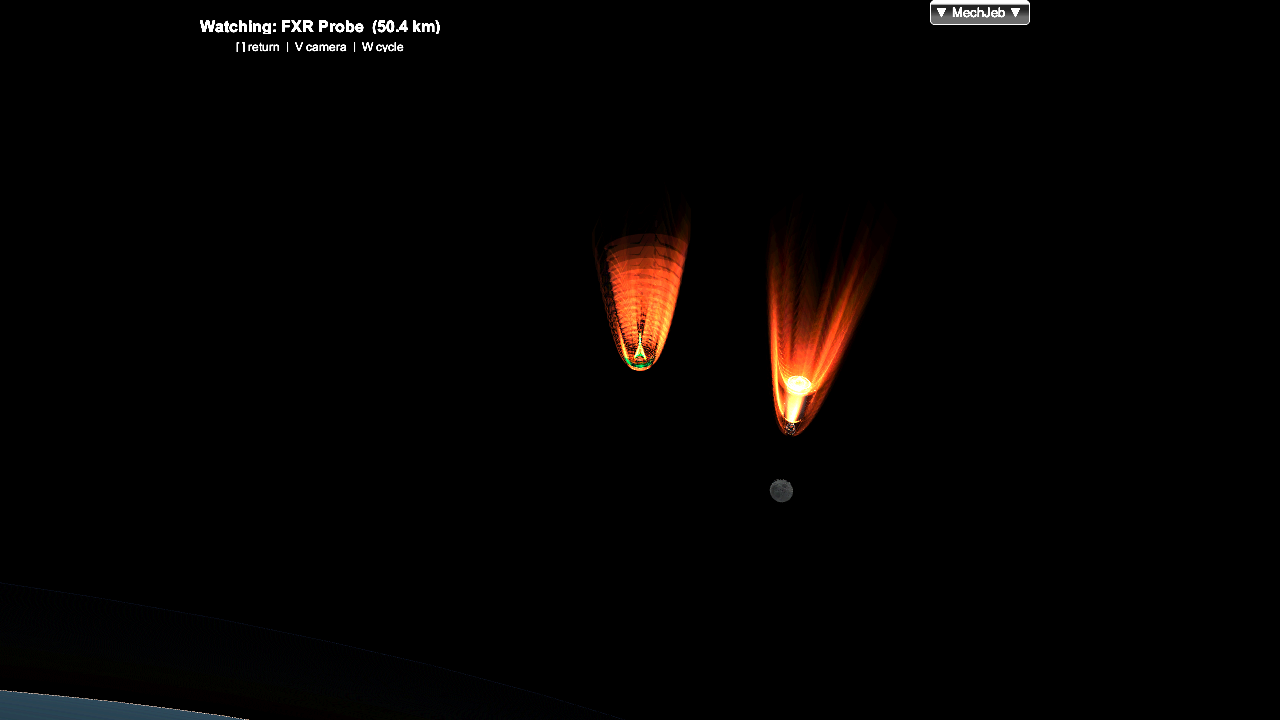 Watching: FXR Probe (50.4 km)
[ ] return | V camera | W cycle
▼ MechJeb ▼